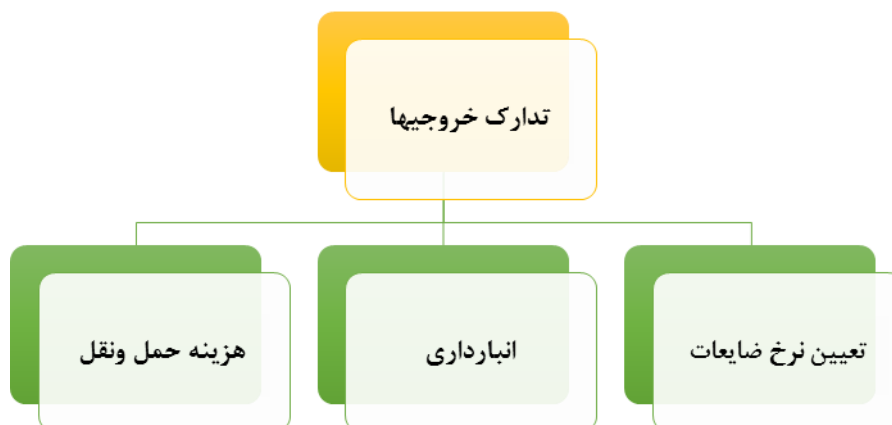 تدارک خروجیها
تعیین نرخ ضایعات
انبارداری
هزینه حمل ونقل